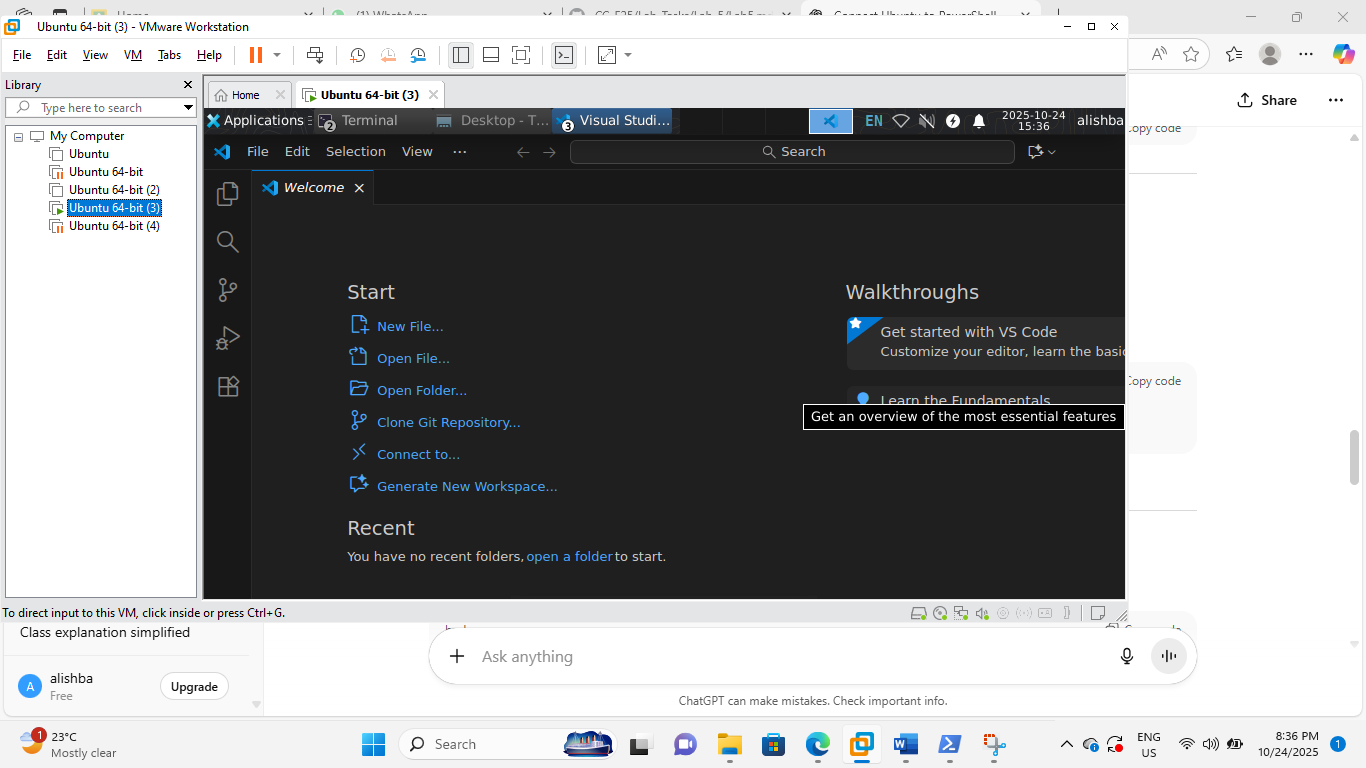 Ubuntu 64-bit (3) - VMware Workstation
File Edit View VM Tabs Help
Library
Type here to search
My Computer
Ubuntu
Ubuntu 64-bit
Ubuntu 64-bit (2)
Ubuntu 64-bit (3)
Ubuntu 64-bit (4)
Home
Ubuntu 64-bit (3)
Applications
2
Terminal
Desktop - T...
3
Visual Studi...
EN
2025-10-24
15:36
alishba
File Edit Selection View ...
Search
Welcome
Start
New File...
Open File...
Open Folder...
Clone Git Repository...
Connect to...
Generate New Workspace...
Recent
You have no recent folders, open a folder to start.
Walkthroughs
Get started with VS Code
Customize your editor, learn the basic
Learn the Fundamentals
Get an overview of the most essential features
To direct input to this VM, click inside or press Ctrl+G.
Share
Copy code
Copy code
Class explanation simplified
A
alishba
Free
Upgrade
Ask anything
ChatGPT can make mistakes. Check important info.
1
23°C
Mostly clear
Search
ENG
US
8:36 PM
10/24/2025
1